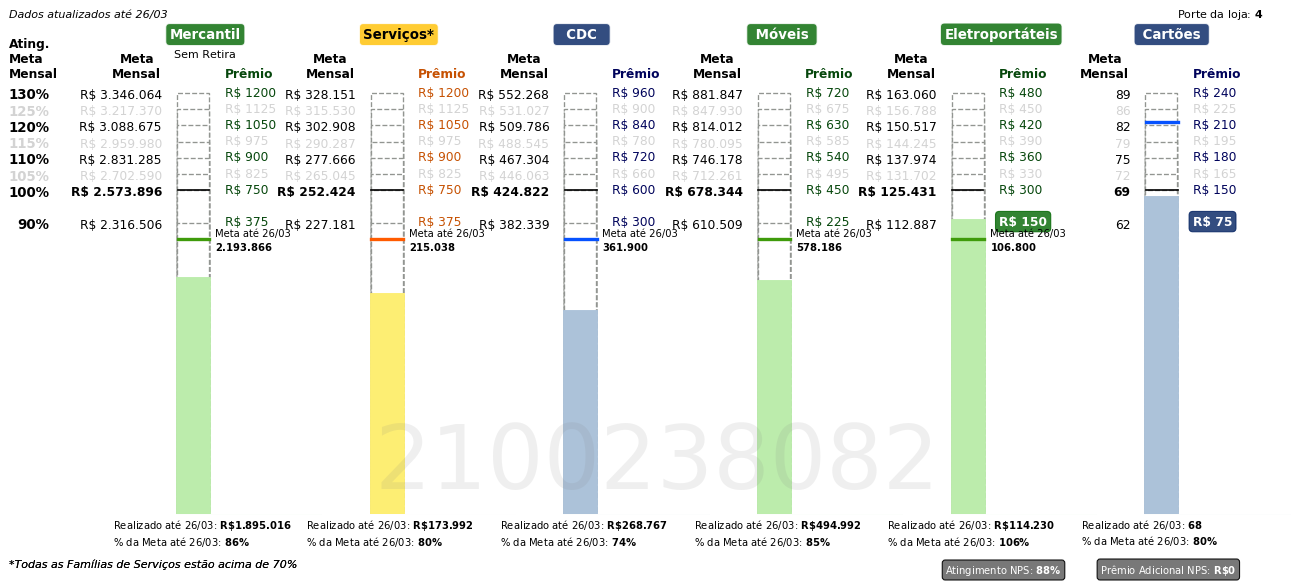 Dados atualizados até 26/03 Porte da loja: 4
Mercantil Serviços* CDC Móveis Eletroportáteis Cartões
Sem Retira
Ating. Meta Mensal Meta Mensal Prêmio Meta Mensal Prêmio Meta Mensal Prêmio Meta Mensal Prêmio Meta Mensal Prêmio Meta Mensal Prêmio
130% R$ 3.346.064 R$ 1200 R$ 328.151 R$ 1200 R$ 552.268 R$ 960 R$ 881.847 R$ 720 R$ 163.060 R$ 480 89 R$ 240
125% R$ 3.217.370 R$ 1125 R$ 315.530 R$ 1125 R$ 531.027 R$ 900 R$ 847.930 R$ 675 R$ 156.788 R$ 450 86 R$ 225
120% R$ 3.088.675 R$ 1050 R$ 302.908 R$ 1050 R$ 509.786 R$ 840 R$ 814.012 R$ 630 R$ 150.517 R$ 420 82 R$ 210
115% R$ 2.959.980 R$ 975 R$ 290.287 R$ 975 R$ 488.545 R$ 780 R$ 780.095 R$ 585 R$ 144.245 R$ 390 79 R$ 195
110% R$ 2.831.285 R$ 900 R$ 277.666 R$ 900 R$ 467.304 R$ 720 R$ 746.178 R$ 540 R$ 137.974 R$ 360 75 R$ 180
105% R$ 2.702.590 R$ 825 R$ 265.045 R$ 825 R$ 446.063 R$ 660 R$ 712.261 R$ 495 R$ 131.702 R$ 330 72 R$ 165
100% R$ 2.573.896 R$ 750 R$ 252.424 R$ 750 R$ 424.822 R$ 600 R$ 678.344 R$ 450 R$ 125.431 R$ 300 69 R$ 150
90% R$ 2.316.506 R$ 375 R$ 227.181 R$ 375 R$ 382.339 R$ 300 R$ 610.509 R$ 225 R$ 112.887 R$ 150 62 R$ 75
Meta até 26/03 Meta até 26/03 Meta até 26/03 Meta até 26/03 Meta até 26/03
2.193.866 215.038 361.900 578.186 106.800
2100238082
Realizado até 26/03: R$1.895.016 Realizado até 26/03: R$173.992 Realizado até 26/03: R$268.767 Realizado até 26/03: R$494.992 Realizado até 26/03: R$114.230 Realizado até 26/03: 68
% da Meta até 26/03: 86% % da Meta até 26/03: 80% % da Meta até 26/03: 74% % da Meta até 26/03: 85% % da Meta até 26/03: 106% % da Meta até 26/03: 80%
*Todas as Famílias de Serviços estão acima de 70% Atingimento NPS: 88% Prêmio Adicional NPS: R$0